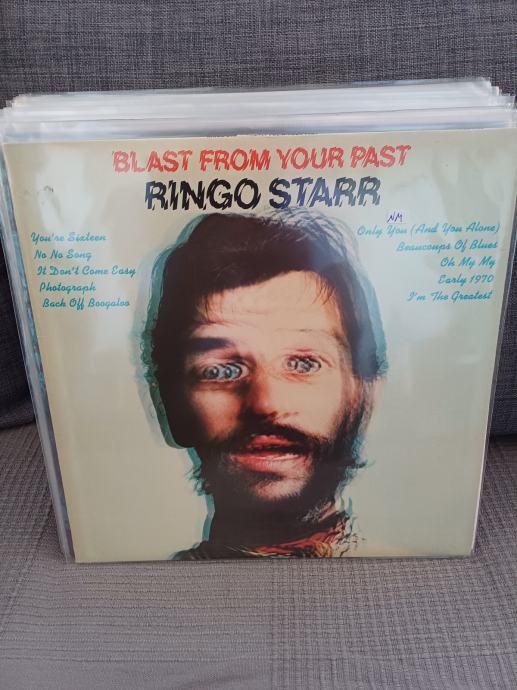 BLAST FROM YOUR PAST
RINGO STARR
NM
You're Sixteen
No No Song
It Don't Come Easy
Photograph
Back Off Boogaloo
Only You (And You Alone)
Beaucoups Of Blues
Oh My My
Early 1970
I'm The Greatest